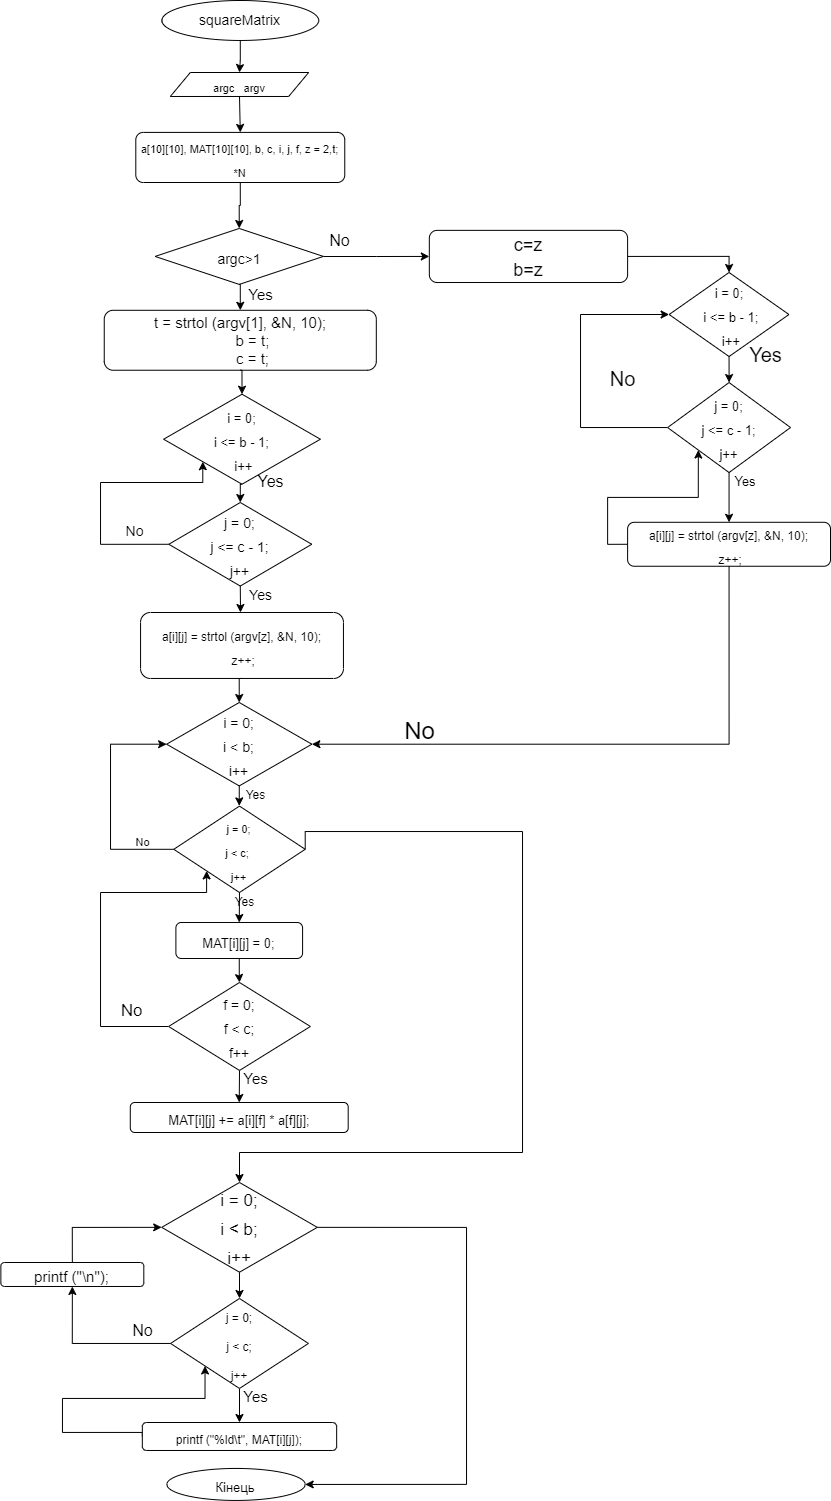 squareMatrix
argc argv
a[10][10], MAT[10][10], b, c, i, j, f, z = 2,t;
*N
argc>1
No
c=z
b=z
Yes
t = strtol (argv[1], &N, 10);
b = t;
c = t;
i = 0;
i <= b - 1;
i++
Yes
No
j = 0;
j <= c - 1;
j++
Yes
a[i][j] = strtol (argv[z], &N, 10);
z++;
i = 0;
i <= b - 1;
i++
Yes
No
j = 0;
j <= c - 1;
j++
Yes
a[i][j] = strtol (argv[z], &N, 10);
z++;
No
i = 0;
i < b;
i++
Yes
No
j = 0;
j < c;
j++
Yes
MAT[i][j] = 0;
No
f = 0;
f < c;
f++
Yes
MAT[i][j] += a[i][f] * a[f][j];
i = 0;
i < b;
i++
printf ("\n");
No
j = 0;
j < c;
j++
Yes
printf ("%ld\t", MAT[i][j]);
Кінець